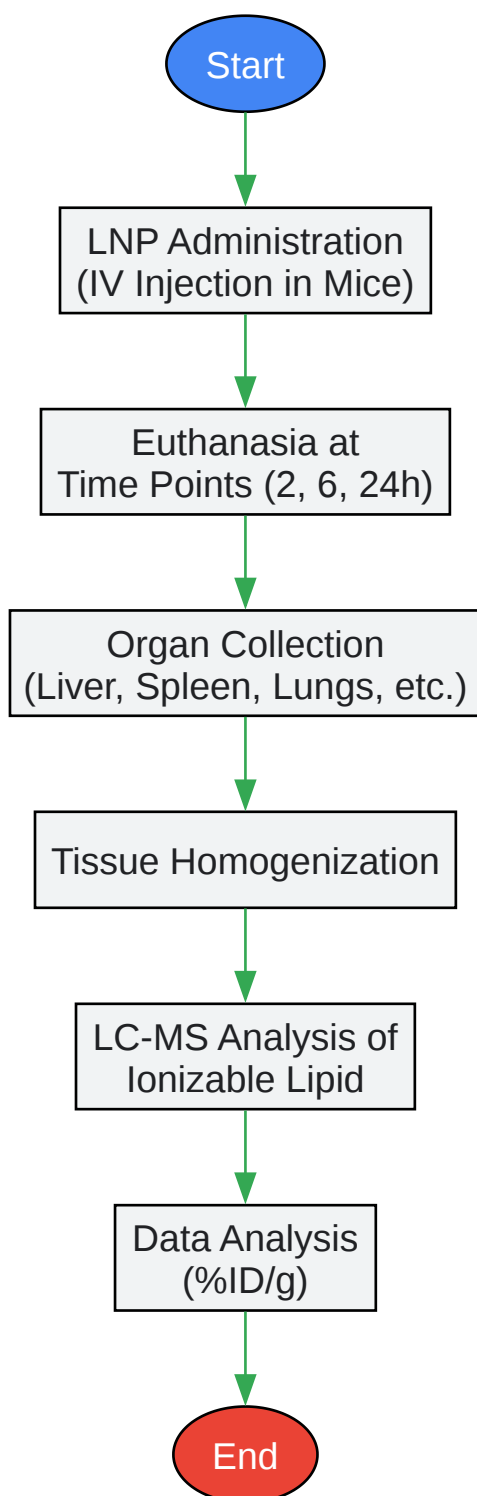 Start
LNP Administration
(IV Injection in Mice)
Euthanasia at
Time Points (2, 6, 24h)
Organ Collection
(Liver, Spleen, Lungs, etc.)
Tissue Homogenization
LC-MS Analysis of
Ionizable Lipid
Data Analysis
(%ID/g)
End